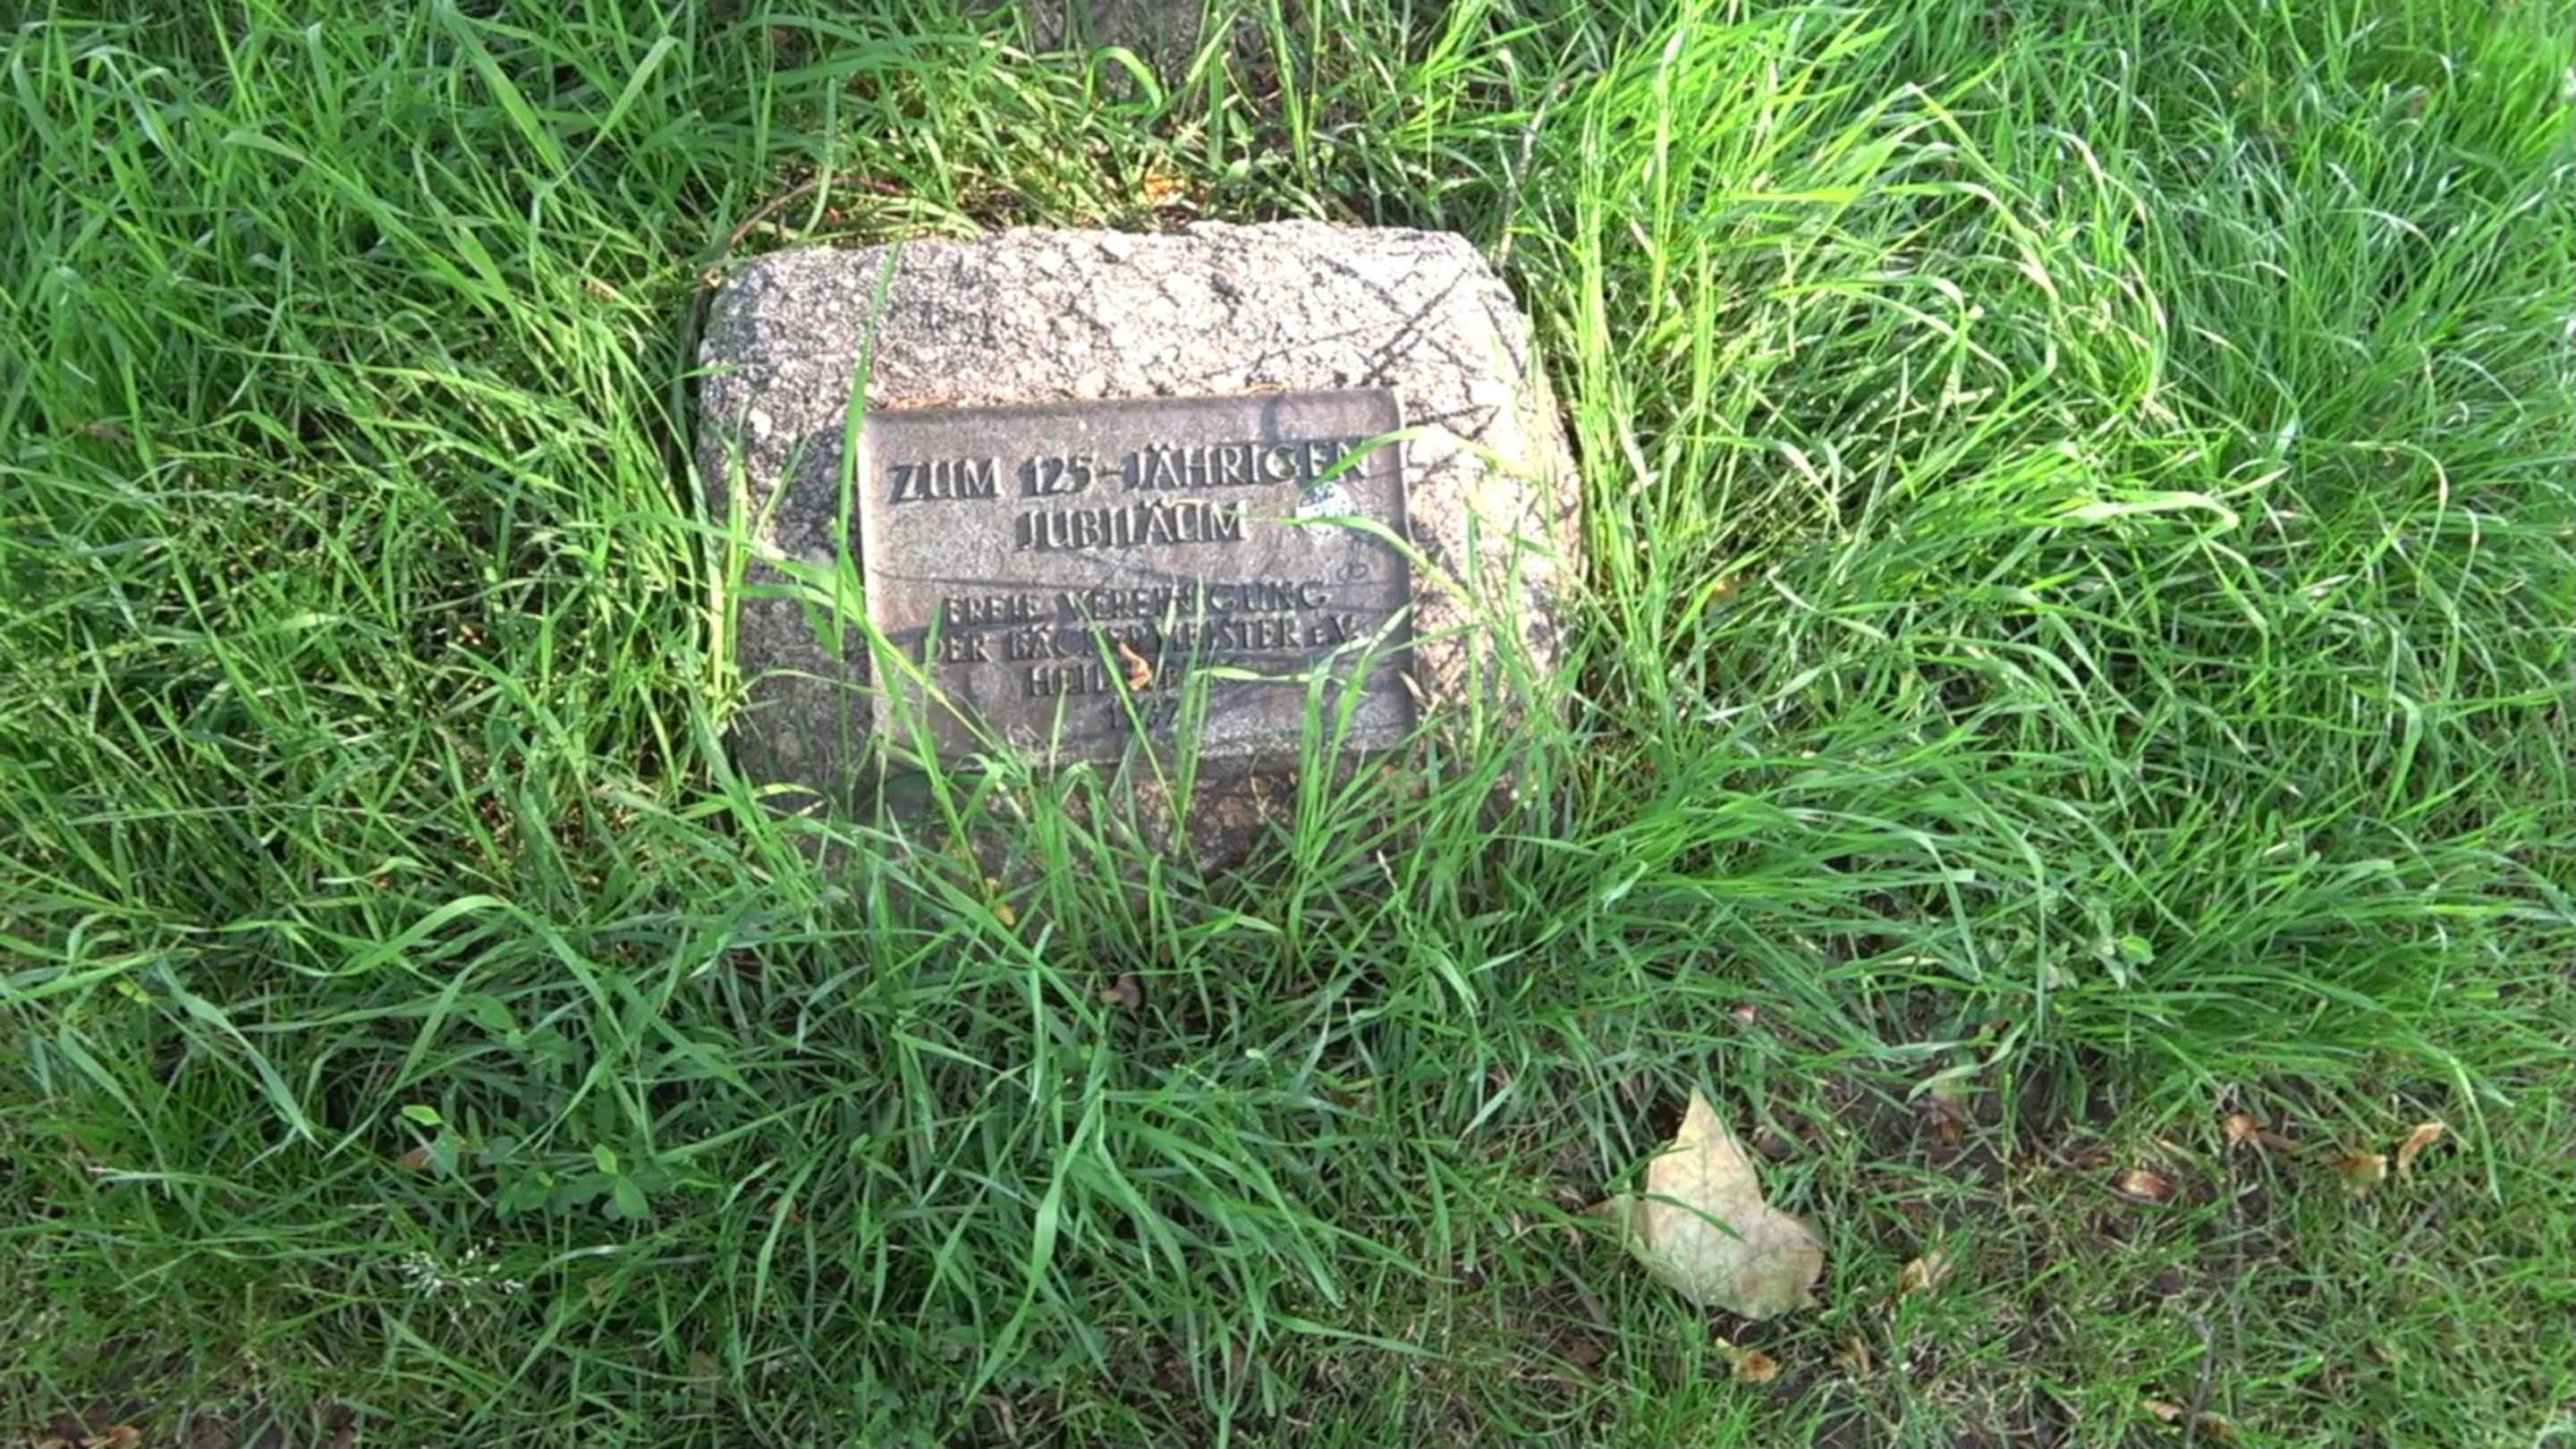 ZUM 125-JÄHRIGEN
JUBILÄUM
FREIE VEREINIGUNG
DER BÄCKERMEISTER e.V.